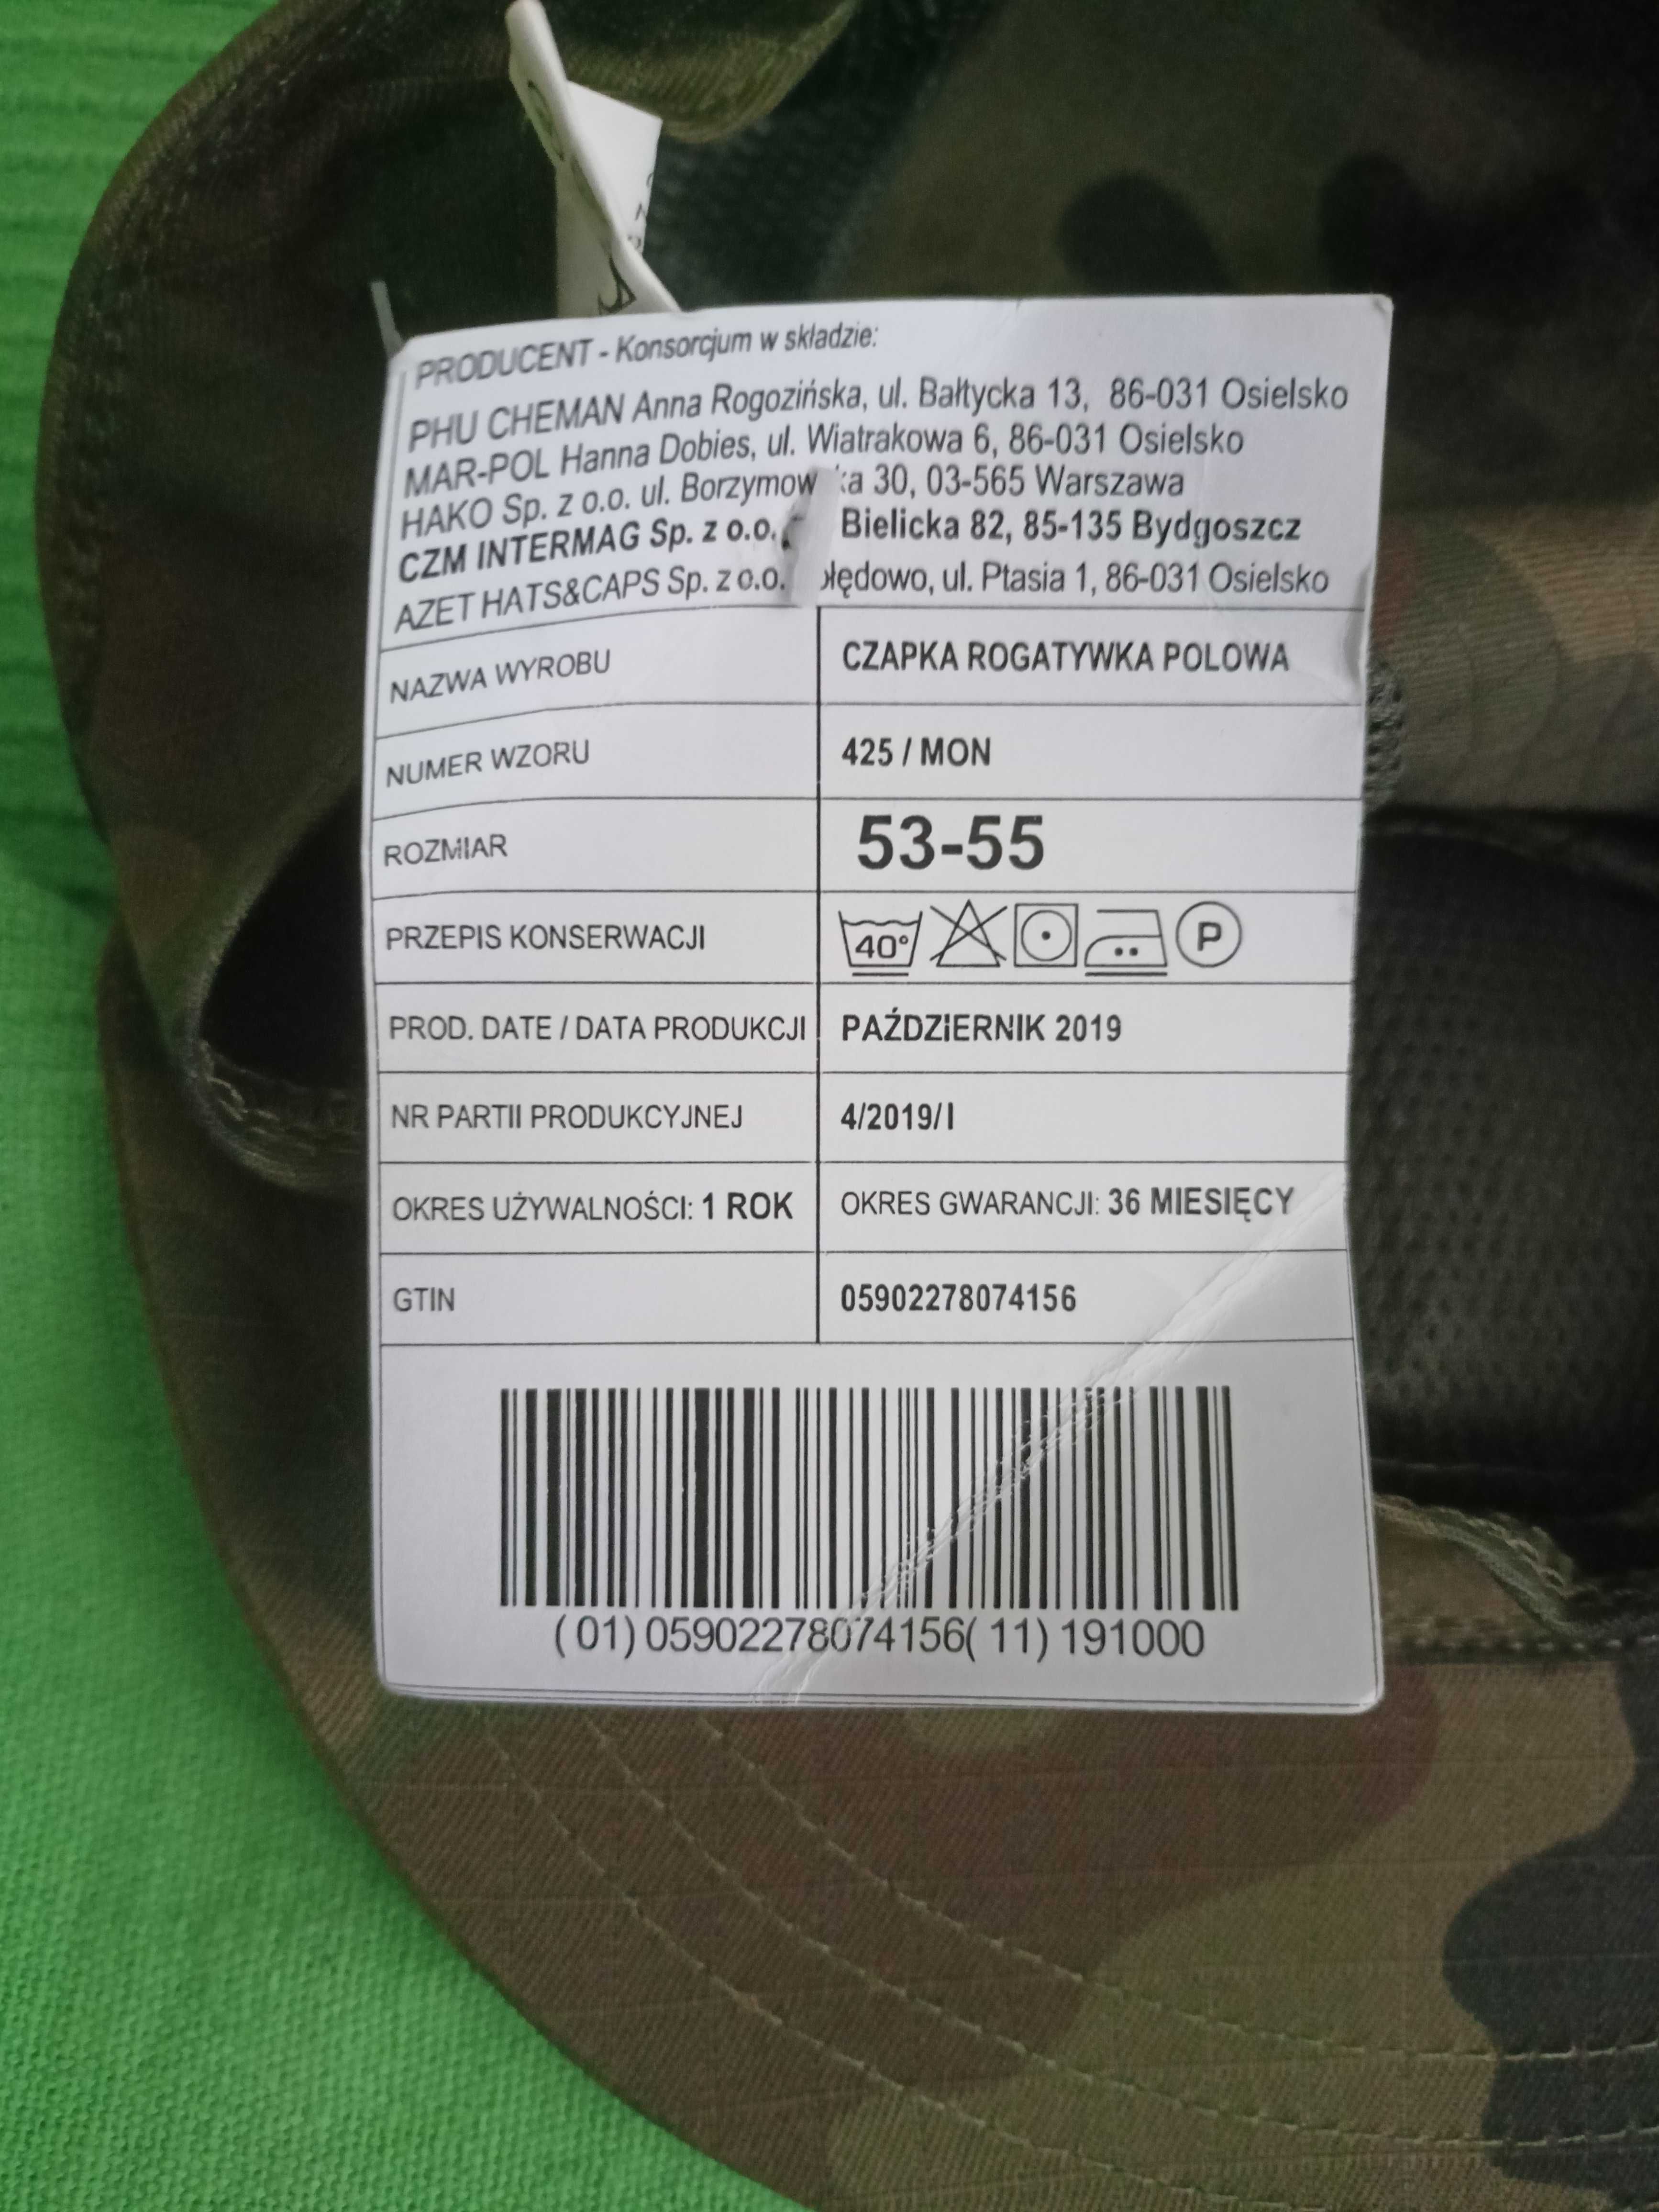 PRODUCENT - Konsorcjum w składzie:
PHU CHEMAN Anna Rogozińska, ul. Bałtycka 13, 86-031 Osielsko
MAR-POL Hanna Dobies, ul. Wiatrakowa 6, 86-031 Osielsko
HAKO Sp. z o.o. ul. 30, 03-565 Warszawa
CZM INTERMAG Sp. z o.o. Bielicka 82, 85-135 Bydgoszcz
AZET HATS&CAPS Sp. z o.o. ul. Ptasia 1, 86-031 Osielsko
NAZWA WYROBU CZAPKA ROGATYWKA POLOWA
NUMER WZORU 425 / MON
ROZMIAR 53-55
PRZEPIS KONSERWACJI 40° P
PROD. DATE / DATA PRODUKCJI PAŹDZIERNIK 2019
NR PARTII PRODUKCYJNEJ 4/2019/I
OKRES UŻYWALNOŚCI: 1 ROK OKRES GWARANCJI: 36 MIESIĘCY
GTIN 05902278074156
(01)05902278074156(11)191000